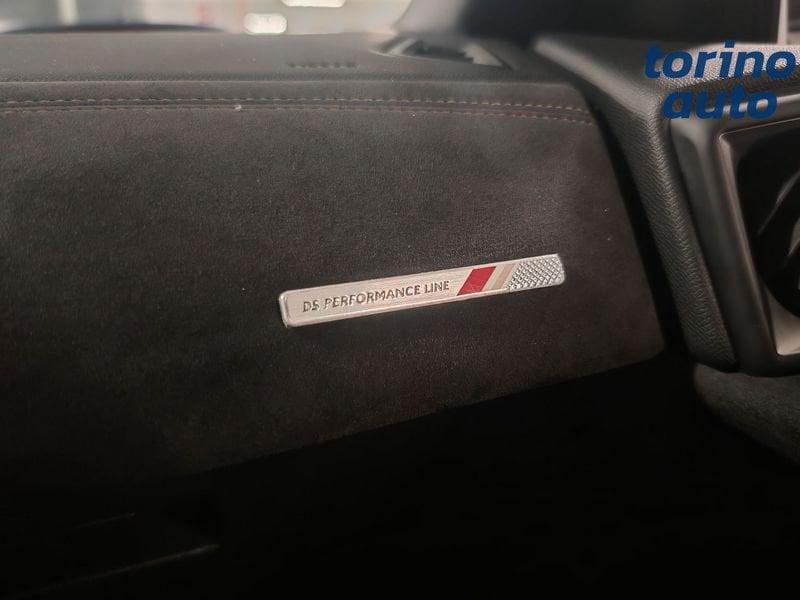 torino
auto
DS PERFORMANCE LINE